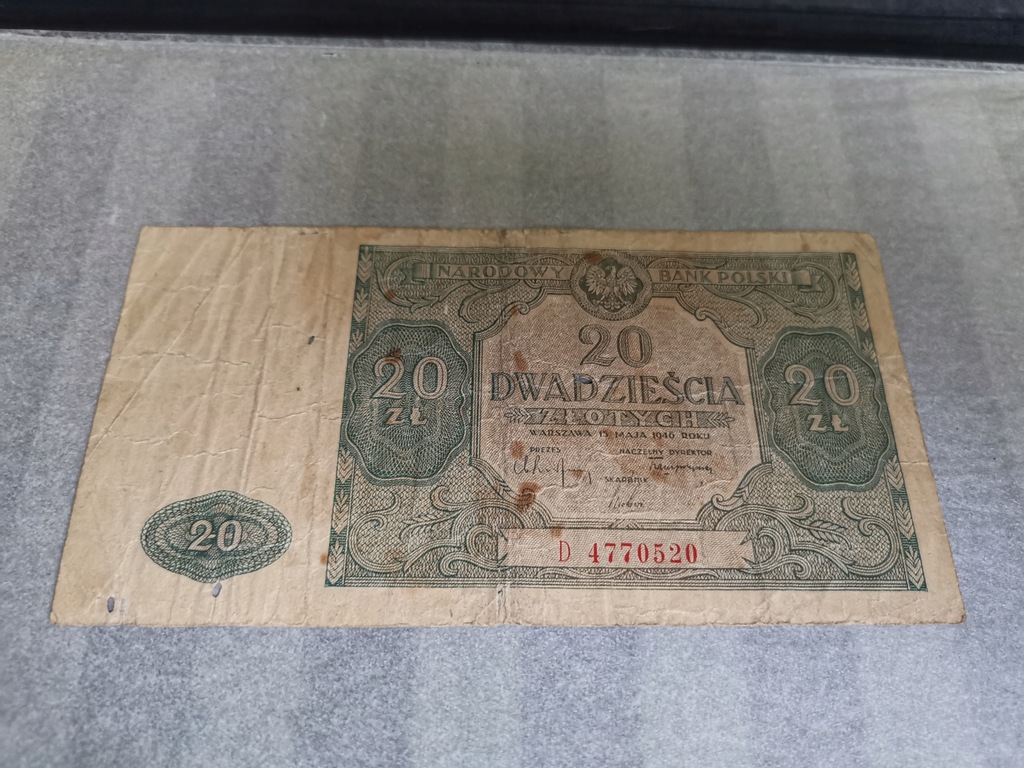 NARODOWY BANK POLSKI
20
DWADZIEŚCIA
ZŁOTYCH
WARSZAWA 15 MAJA 1946 ROKU
PREZES NACZELNY DYREKTOR
SKARBNIK
20 ZŁ
20 ZŁ
20
D 4770520